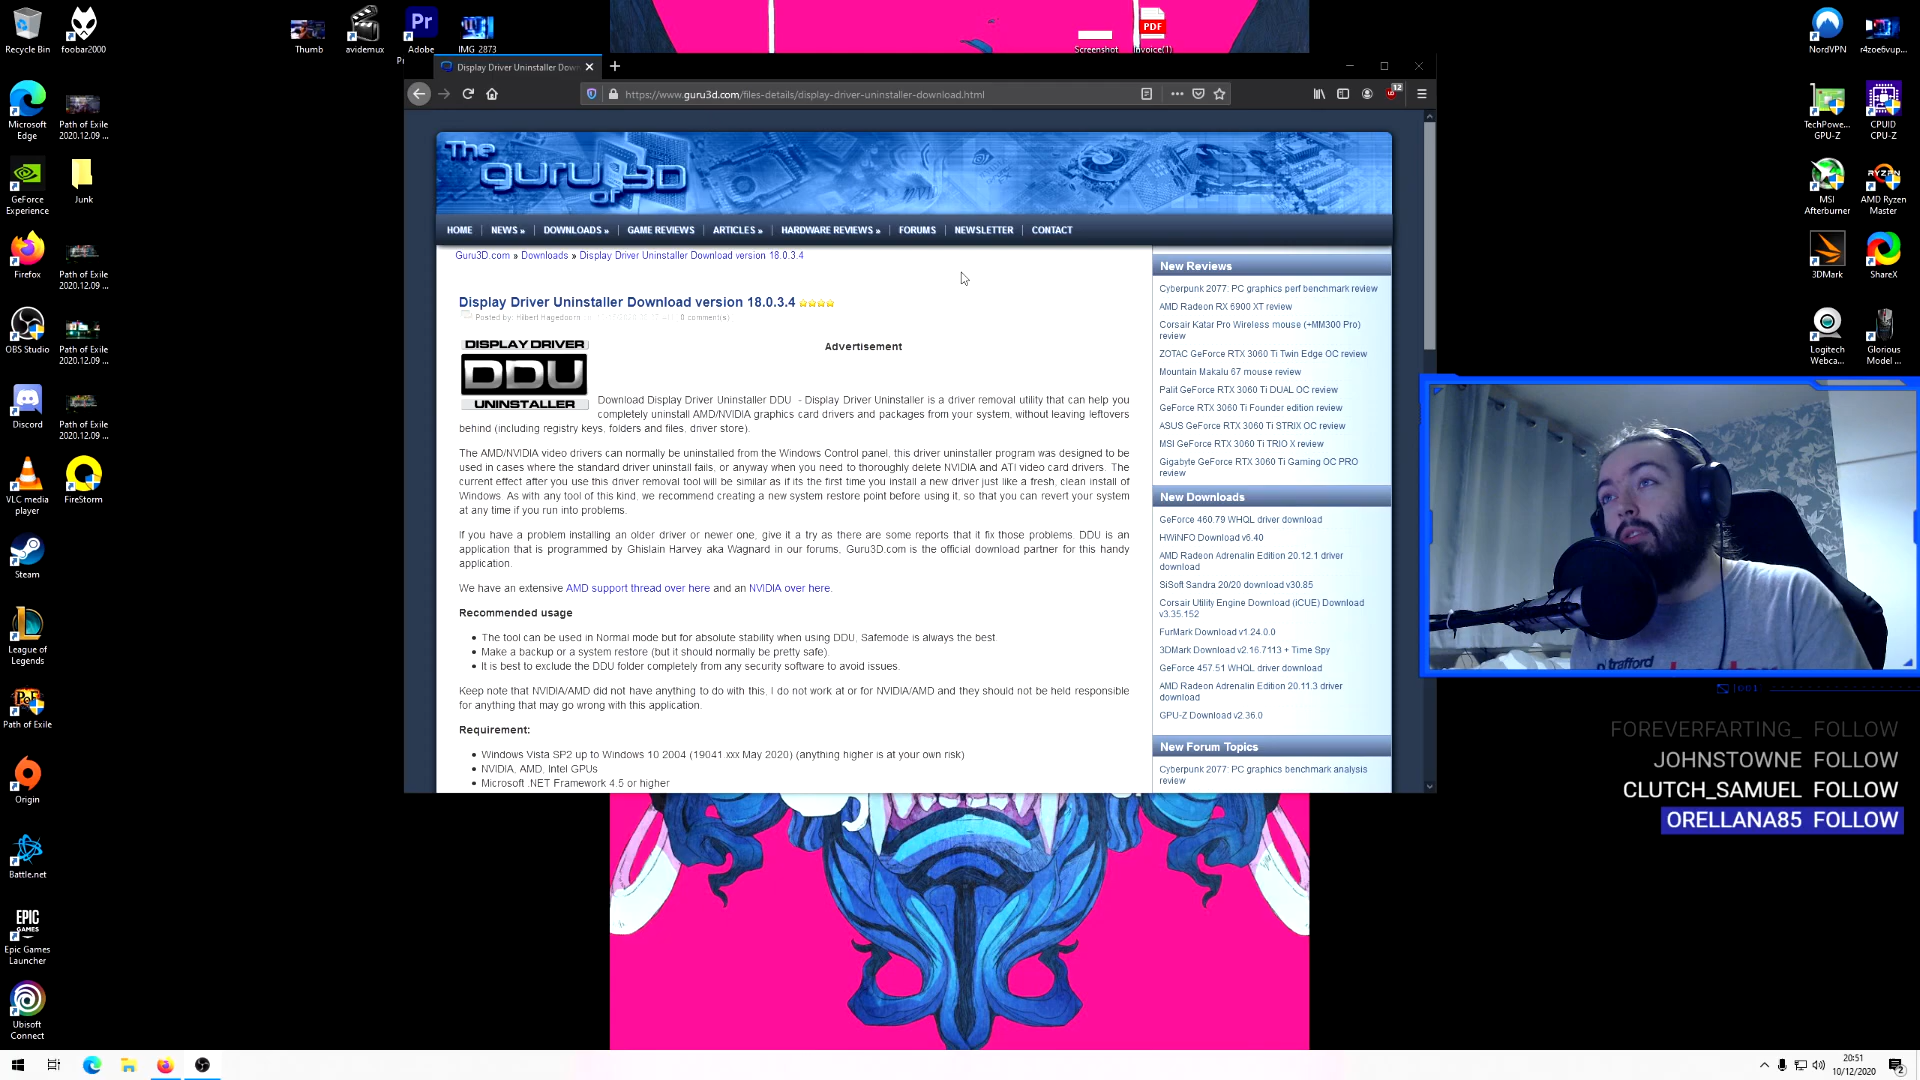 Recycle Bin
foobar2000
Thumb
avidemux
Adobe
IMG_2873
Screenshot
Invoice(1)
NordVPN
r4zoe6vup...
Microsoft
Edge
Path of Exile
2020.12.09 ...
TechPowe...
GPU-Z
CPUID
CPU-Z
GeForce
Experience
Junk
MSI
Afterburner
AMD Ryzen
Master
Firefox
Path of Exile
2020.12.09 ...
3DMark
ShareX
OBS Studio
Path of Exile
2020.12.09 ...
Logitech
Webca...
Glorious
Model ...
Discord
Path of Exile
2020.12.09 ...
VLC media
player
FireStorm
Steam
League of
Legends
Path of Exile
Origin
Battle.net
Epic Games
Launcher
Ubisoft
Connect
Display Driver Uninstaller Down
https://www.guru3d.com/files-details/display-driver-uninstaller-download.html
12
The guru of 3D
HOME
NEWS »
DOWNLOADS »
GAME REVIEWS
ARTICLES »
HARDWARE REVIEWS »
FORUMS
NEWSLETTER
CONTACT
Guru3D.com » Downloads » Display Driver Uninstaller Download version 18.0.3.4
Display Driver Uninstaller Download version 18.0.3.4
Posted by: Hilbert Hagedoorn
0 comment(s)
DISPLAY DRIVER
DDU
UNINSTALLER
Advertisement
Download Display Driver Uninstaller DDU - Display Driver Uninstaller is a driver removal utility that can help you
completely uninstall AMD/NVIDIA graphics card drivers and packages from your system, without leaving leftovers
behind (including registry keys, folders and files, driver store).
The AMD/NVIDIA video drivers can normally be uninstalled from the Windows Control panel, this driver uninstaller program was designed to be
used in cases where the standard driver uninstall fails, or anyway when you need to thoroughly delete NVIDIA and ATI video card drivers. The
current effect after you use this driver removal tool will be similar as if its the first time you install a new driver just like a fresh, clean install of
Windows. As with any tool of this kind, we recommend creating a new system restore point before using it, so that you can revert your system
at any time if you run into problems.
If you have a problem installing an older driver or newer one, give it a try as there are some reports that it fix those problems. DDU is an
application that is programmed by Ghislain Harvey aka Wagnard in our forums, Guru3D.com is the official download partner for this handy
application.
We have an extensive AMD support thread over here and an NVIDIA over here.
Recommended usage
The tool can be used in Normal mode but for absolute stability when using DDU, Safemode is always the best.
Make a backup or a system restore (but it should normally be pretty safe).
It is best to exclude the DDU folder completely from any security software to avoid issues.
Keep note that NVIDIA/AMD did not have anything to do with this, I do not work at or for NVIDIA/AMD and they should not be held responsible
for anything that may go wrong with this application.
Requirement:
Windows Vista SP2 up to Windows 10 2004 (19041.xxx May 2020) (anything higher is at your own risk)
NVIDIA, AMD, Intel GPUs
Microsoft .NET Framework 4.5 or higher
New Reviews
Cyberpunk 2077: PC graphics perf benchmark review
AMD Radeon RX 6900 XT review
Corsair Katar Pro Wireless mouse (+MM300 Pro)
review
ZOTAC GeForce RTX 3060 Ti Twin Edge OC review
Mountain Makalu 67 mouse review
Palit GeForce RTX 3060 Ti DUAL OC review
GeForce RTX 3060 Ti Founder edition review
ASUS GeForce RTX 3060 Ti STRIX OC review
MSI GeForce RTX 3060 Ti TRIO X review
Gigabyte GeForce RTX 3060 Ti Gaming OC PRO
review
New Downloads
GeForce 460.79 WHQL driver download
HWiNFO Download v6.40
AMD Radeon Adrenalin Edition 20.12.1 driver
download
SiSoft Sandra 20/20 download v30.85
Corsair Utility Engine Download (iCUE) Download
v3.35.152
FurMark Download v1.24.0.0
3DMark Download v2.16.7113 + Time Spy
GeForce 457.51 WHQL driver download
AMD Radeon Adrenalin Edition 20.11.3 driver
download
GPU-Z Download v2.36.0
New Forum Topics
Cyberpunk 2077: PC graphics benchmark analysis
review
trafford
FOREVERFARTING_ FOLLOW
JOHNSTOWNE FOLLOW
CLUTCH_SAMUEL FOLLOW
ORELLANA85 FOLLOW
20:51
10/12/2020
2